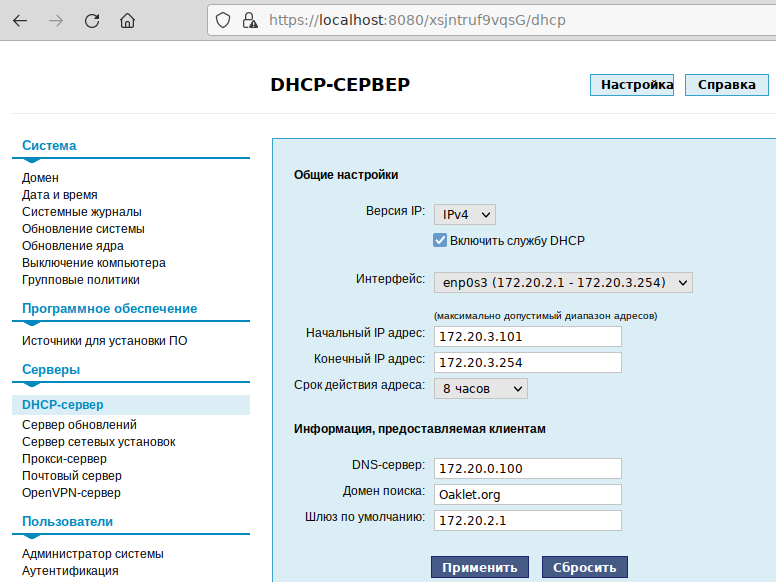 https://localhost:8080/xsjntruf9vqsG/dhcp
DHCP-СЕРВЕР
Настройка
Справка
Система
Домен
Дата и время
Системные журналы
Обновление системы
Обновление ядра
Выключение компьютера
Групповые политики
Программное обеспечение
Источники для установки ПО
Серверы
DHCP-сервер
Сервер обновлений
Сервер сетевых установок
Прокси-сервер
Почтовый сервер
OpenVPN-сервер
Пользователи
Администратор системы
Аутентификация
Общие настройки
Версия IP: IPv4
Включить службу DHCP
Интерфейс: enp0s3 (172.20.2.1 - 172.20.3.254)
(максимально допустимый диапазон адресов)
Начальный IP адрес: 172.20.3.101
Конечный IP адрес: 172.20.3.254
Срок действия адреса: 8 часов
Информация, предоставляемая клиентам
DNS-сервер: 172.20.0.100
Домен поиска: Oaklet.org
Шлюз по умолчанию: 172.20.2.1
Применить
Сбросить